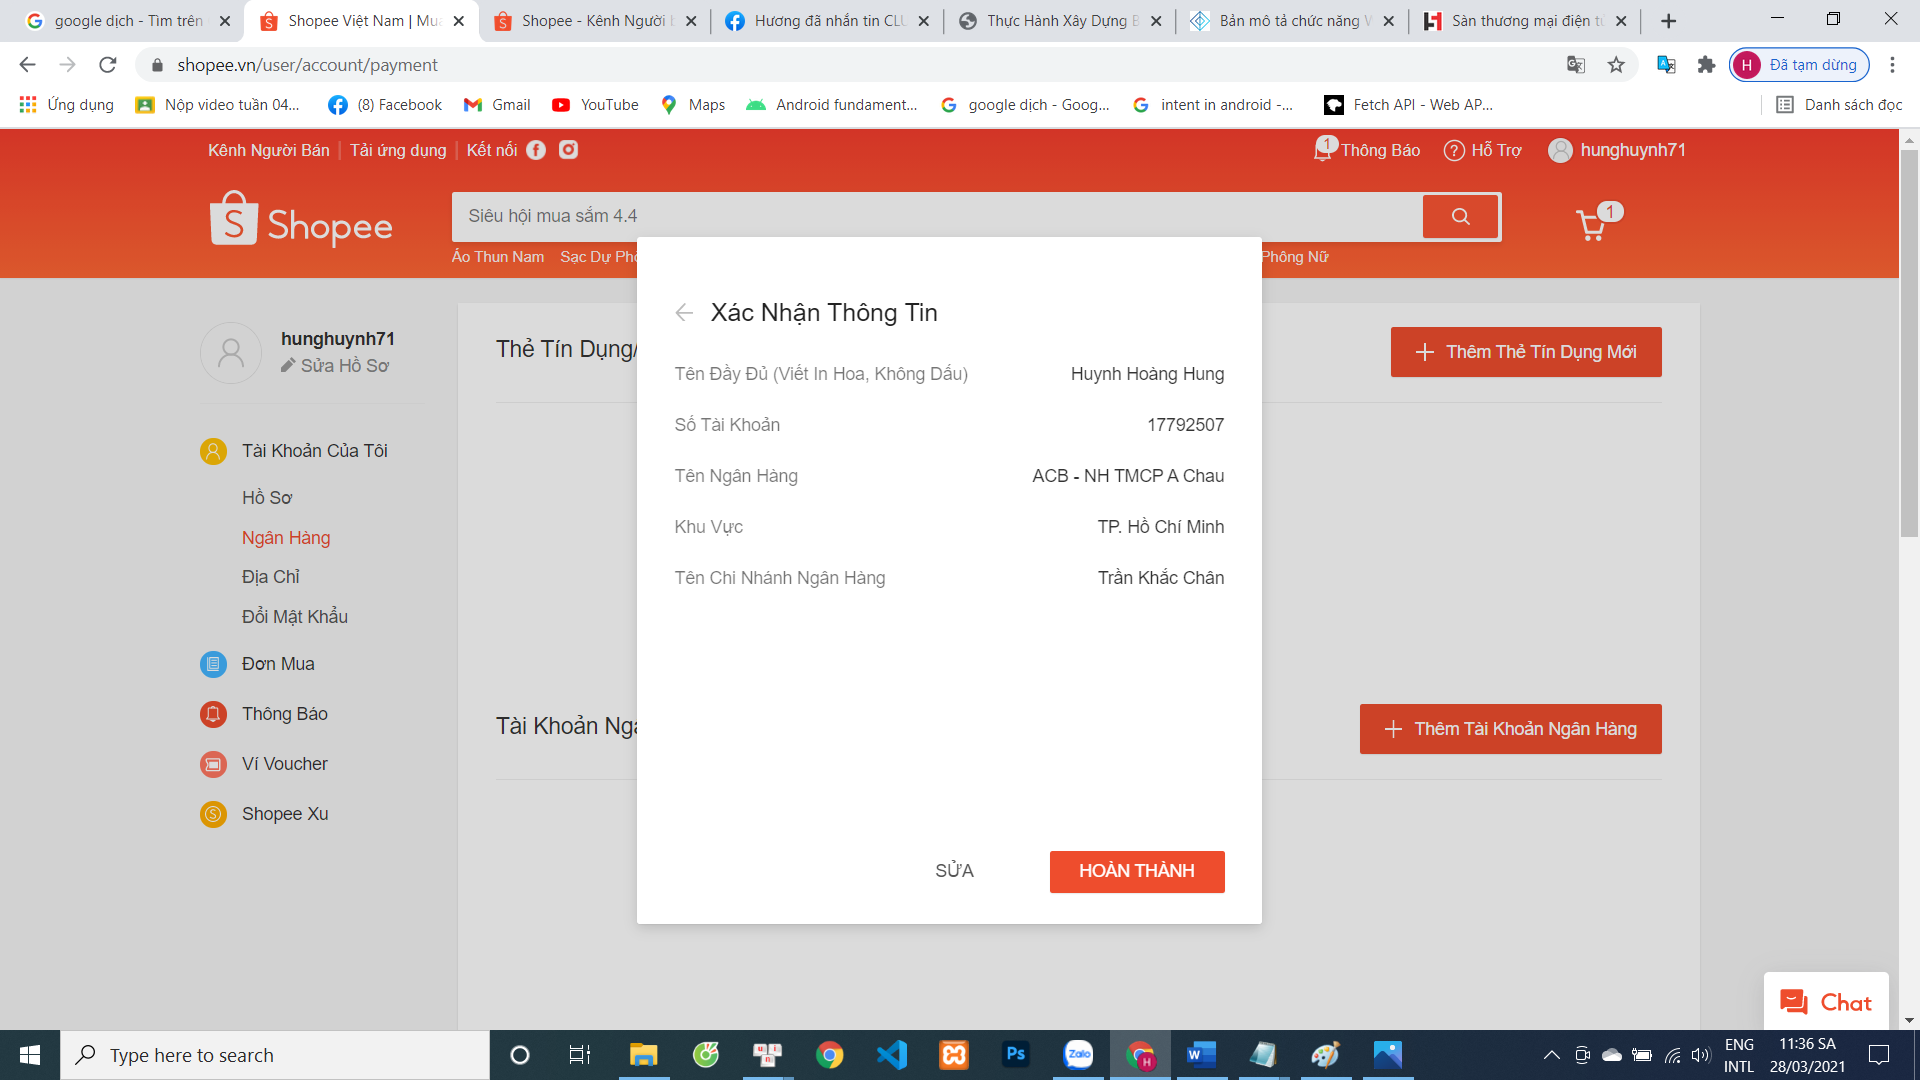 google dịch - Tìm trên
Shopee Việt Nam | Mua
Shopee - Kênh Người b
Hương đã nhắn tin CLU
Thực Hành Xây Dựng B
Bản mô tả chức năng W
Sàn thương mại điện tử
shopee.vn/user/account/payment
H Đã tạm dừng
Ứng dụng
Nộp video tuần 04...
(8) Facebook
Gmail
YouTube
Maps
Android fundament...
google dịch - Goog...
intent in android -...
Fetch API - Web AP...
Danh sách đọc
Kênh Người Bán
Tải ứng dụng
Kết nối
1 Thông Báo
Hỗ Trợ
hunghuynh71
Shopee
Siêu hội mua sắm 4.4
1
Áo Thun Nam
Sạc Dự Phò
Phông Nữ
hunghuynh71
Sửa Hồ Sơ
Tài Khoản Của Tôi
Hồ Sơ
Ngân Hàng
Địa Chỉ
Đổi Mật Khẩu
Đơn Mua
Thông Báo
Ví Voucher
Shopee Xu
Thẻ Tín Dụng/
Thêm Thẻ Tín Dụng Mới
Tài Khoản Ngâ
Thêm Tài Khoản Ngân Hàng
Xác Nhận Thông Tin
Tên Đầy Đủ (Viết In Hoa, Không Dấu) Huynh Hoàng Hung
Số Tài Khoản 17792507
Tên Ngân Hàng ACB - NH TMCP A Chau
Khu Vực TP. Hồ Chí Minh
Tên Chi Nhánh Ngân Hàng Trần Khắc Chân
SỬA
HOÀN THÀNH
Chat
Type here to search
Zalo
ENG
INTL
11:36 SA
28/03/2021